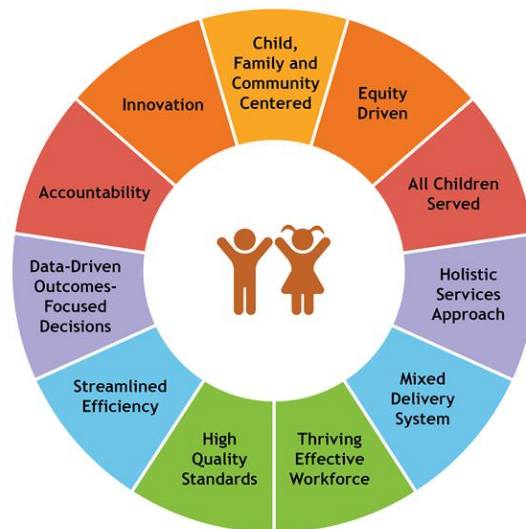 Child,
Family and
Community
Centered
Equity
Driven
All Children
Served
Holistic
Services
Approach
Mixed
Delivery
System
Thriving
Effective
Workforce
High
Quality
Standards
Streamlined
Efficiency
Data-Driven
Outcomes-
Focused
Decisions
Accountability
Innovation